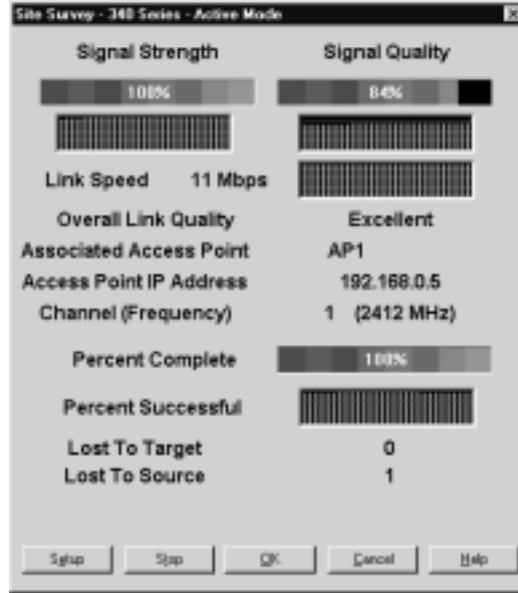 Site Survey - 340 Series - Active Mode
Signal Strength Signal Quality
100% 84%
Link Speed 11 Mbps
Overall Link Quality Excellent
Associated Access Point AP1
Access Point IP Address 192.168.0.5
Channel (Frequency) 1 (2412 MHz)
Percent Complete 100%
Percent Successful
Lost To Target 0
Lost To Source 1
Setup Stop OK Cancel Help